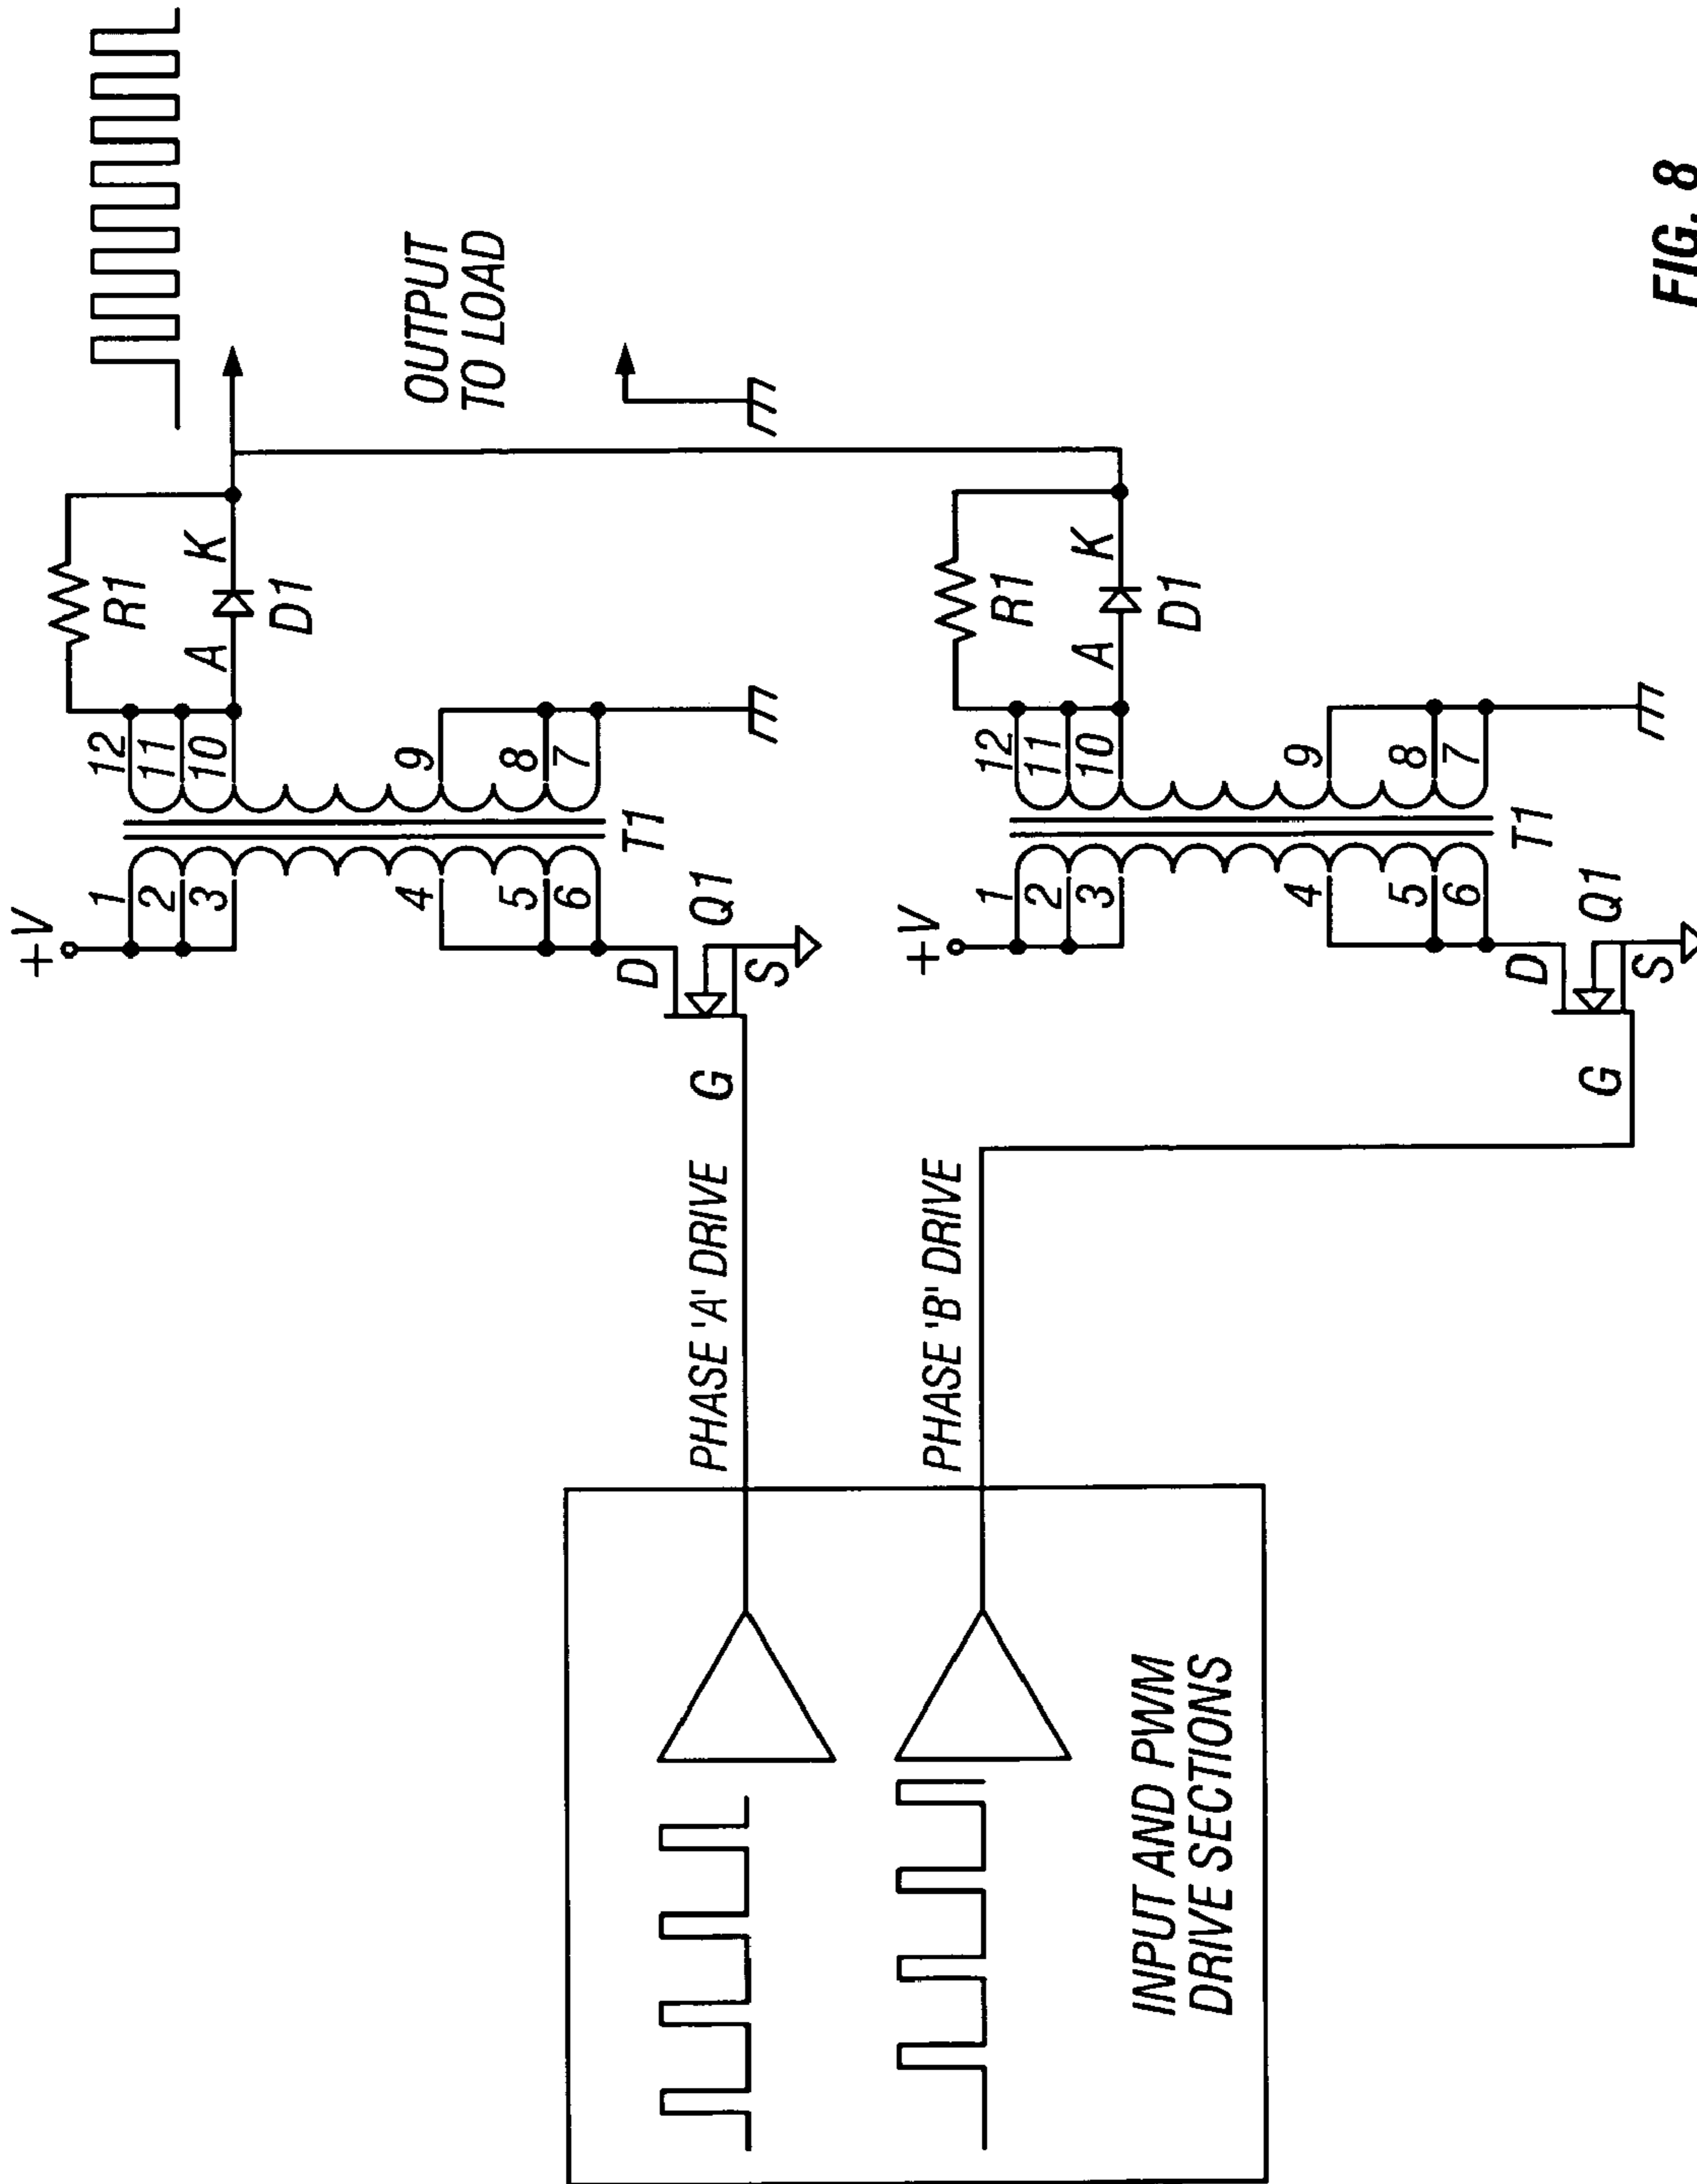 +V
1
2
3
4
5
6
12
11
10
9
8
7
T1
R1
A
K
D1
D
G
S
Q1
OUTPUT
TO LOAD
PHASE 'A' DRIVE
PHASE 'B' DRIVE
+V
1
2
3
4
5
6
12
11
10
9
8
7
T1
R1
A
K
D1
D
G
S
Q1
INPUT AND PWM
DRIVE SECTIONS
FIG. 8